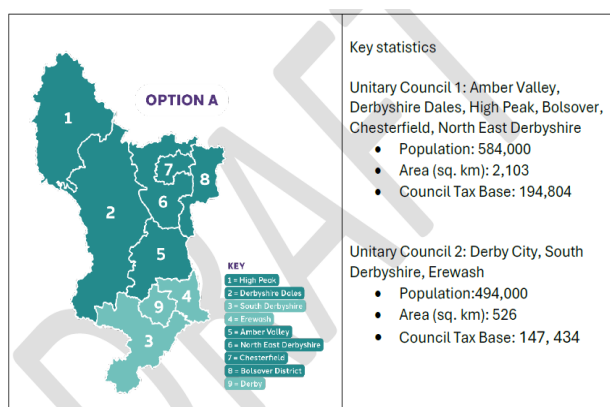 OPTION A
1
2
3
4
5
6
7
8
9
KEY
1 = High Peak
2 = Derbyshire Dales
3 = South Derbyshire
4 = Erewash
5 = Amber Valley
6 = North East Derbyshire
7 = Chesterfield
8 = Bolsover District
9 = Derby
Key statistics
Unitary Council 1: Amber Valley,
Derbyshire Dales, High Peak, Bolsover,
Chesterfield, North East Derbyshire
• Population: 584,000
• Area (sq. km): 2,103
• Council Tax Base: 194,804
Unitary Council 2: Derby City, South
Derbyshire, Erewash
• Population:494,000
• Area (sq. km): 526
• Council Tax Base: 147, 434
DRAFT